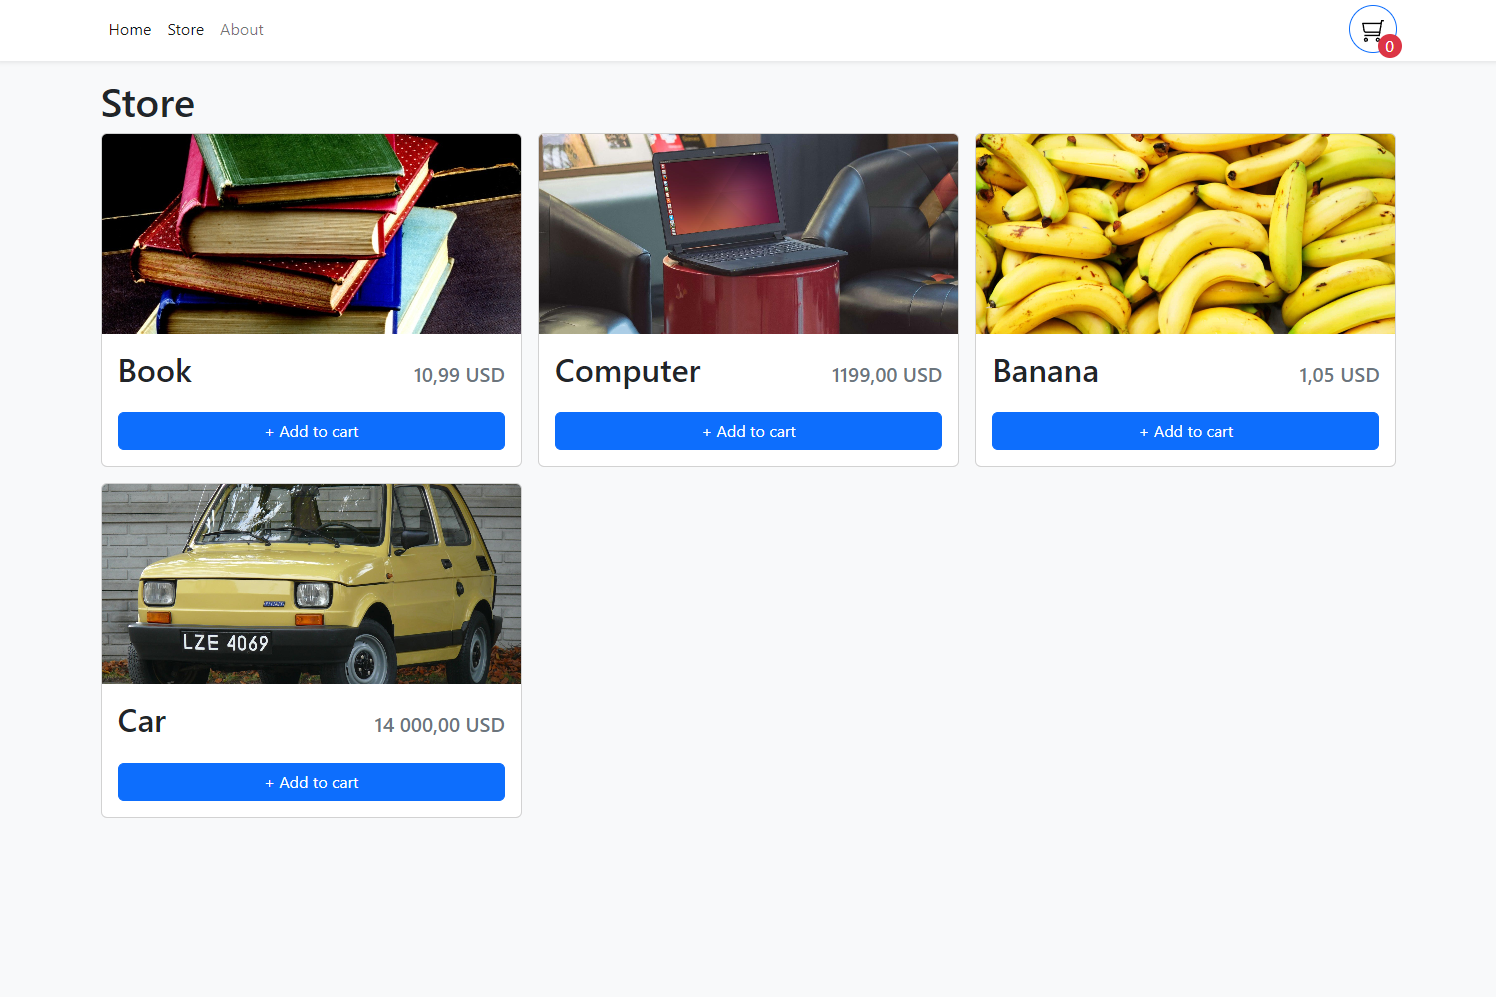 Home Store About
0
Store
Book 10,99 USD
+ Add to cart
Computer 1199,00 USD
+ Add to cart
Banana 1,05 USD
+ Add to cart
LZE 4069
Car 14 000,00 USD
+ Add to cart